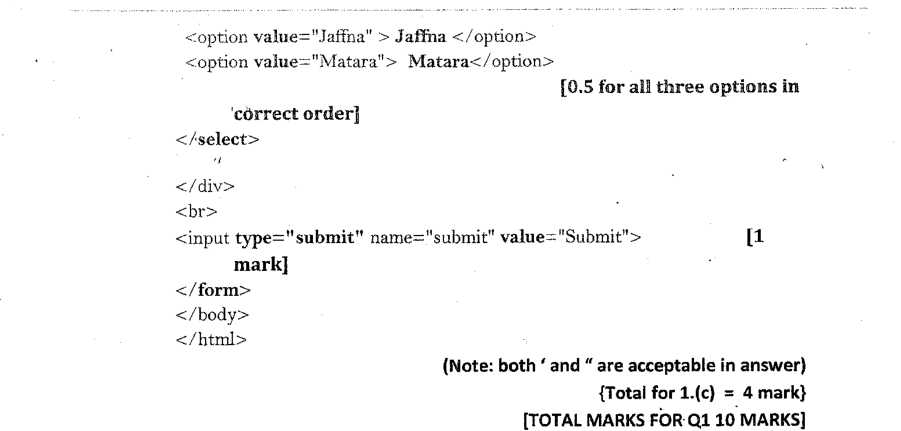 <option value="Jaffna" > Jaffna </option>
<option value="Matara"> Matara</option>
[0.5 for all three options in
correct order]
</select>
</div>
<br>
<input type="submit" name="submit" value="Submit"> [1
mark]
</form>
</body>
</html>
(Note: both ' and " are acceptable in answer)
{Total for 1.(c) = 4 mark}
[TOTAL MARKS FOR Q1 10 MARKS]